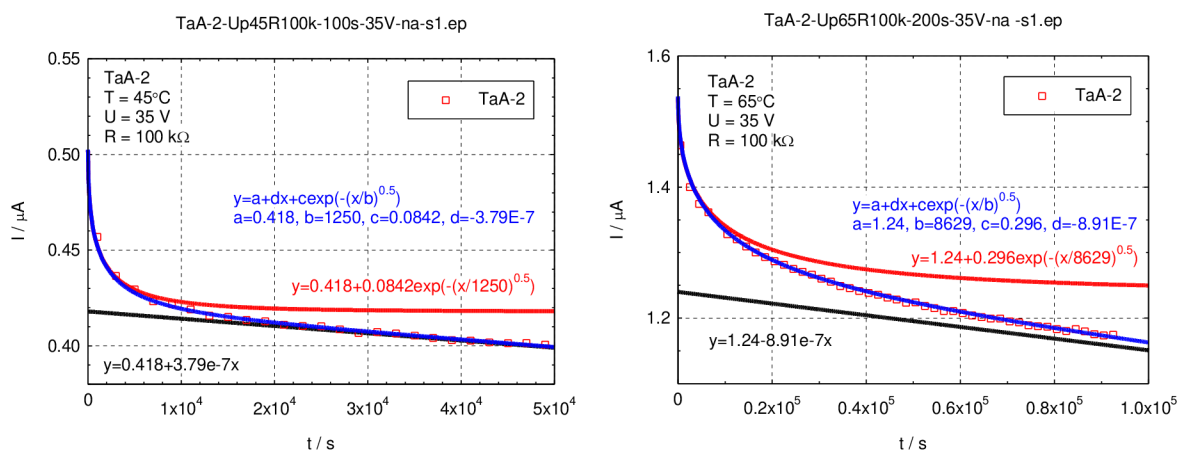 TaA-2-Up45R100k-100s-35V-na-s1.ep
0.55
0.50
0.45
0.40
I / μA
TaA-2
T = 45°C
U = 35 V
R = 100 kΩ
TaA-2
y=a+dx+cexp(-(x/b)^0.5)
a=0.418, b=1250, c=0.0842, d=-3.79E-7
y=0.418+0.0842exp(-(x/1250)^0.5)
y=0.418+3.79e-7x
0 1x10^4 2x10^4 3x10^4 4x10^4 5x10^4
t / s
TaA-2-Up65R100k-200s-35V-na -s1.ep
1.6
1.4
1.2
I / μA
TaA-2
T = 65°C
U = 35 V
R = 100 kΩ
TaA-2
y=a+dx+cexp(-(x/b)^0.5)
a=1.24, b=8629, c=0.296, d=-8.91E-7
y=1.24+0.296exp(-(x/8629)^0.5)
y=1.24-8.91e-7x
0 0.2x10^5 0.4x10^5 0.6x10^5 0.8x10^5 1.0x10^5
t / s